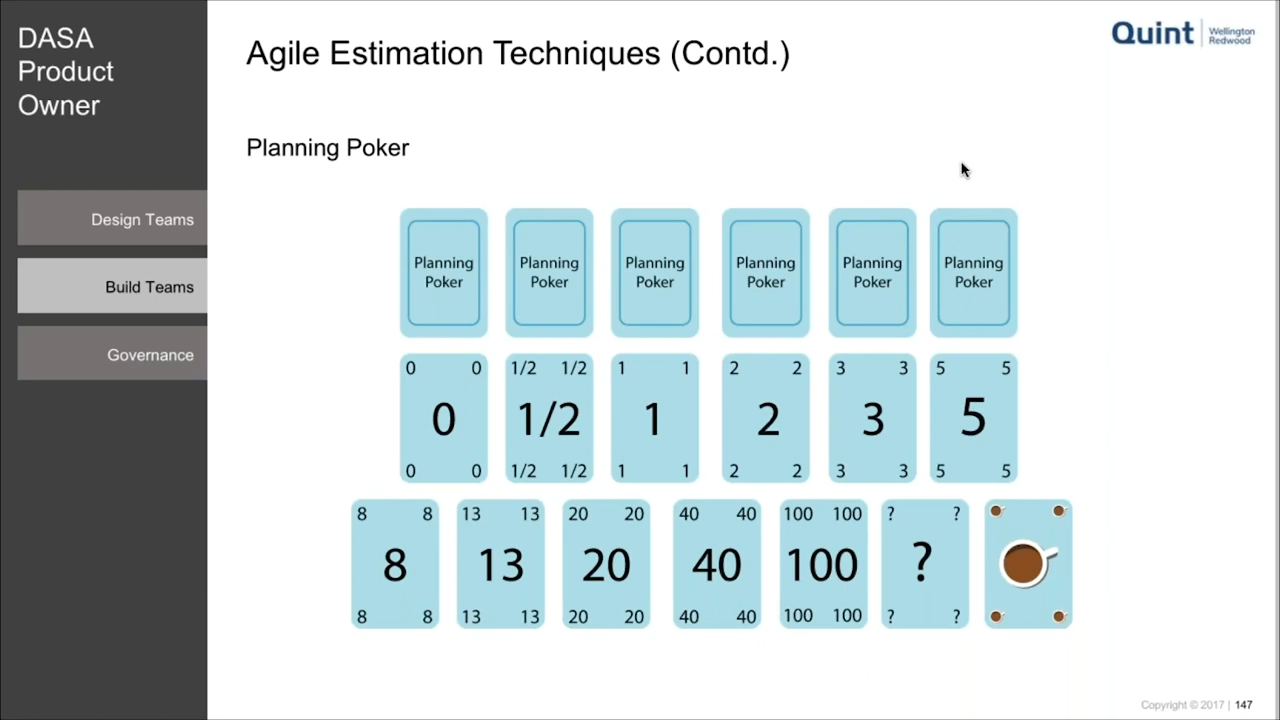 DASA
Product
Owner
Design Teams
Build Teams
Governance
Agile Estimation Techniques (Contd.)
Quint Wellington
Redwood
Planning Poker
Planning Planning Planning Planning Planning Planning
Poker Poker Poker Poker Poker Poker
0 0 1/2 1/2 1 1 2 2 3 3 5 5
0 1/2 1 2 3 5
0 0 1/2 1/2 1 1 2 2 3 3 5 5
8 8 13 13 20 20 40 40 100 100 ? ?
8 13 20 40 100 ?
8 8 13 13 20 20 40 40 100 100 ? ?
Copyright © 2017 | 147